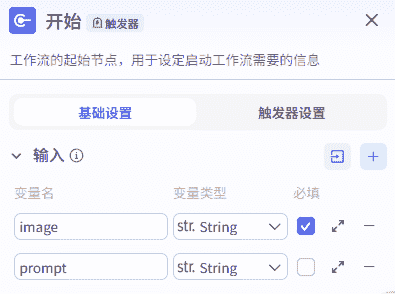 开始 触发器
工作流的起始节点，用于设定启动工作流需要的信息
基础设置 触发器设置
输入
变量名 变量类型 必填
image str. String
prompt str. String